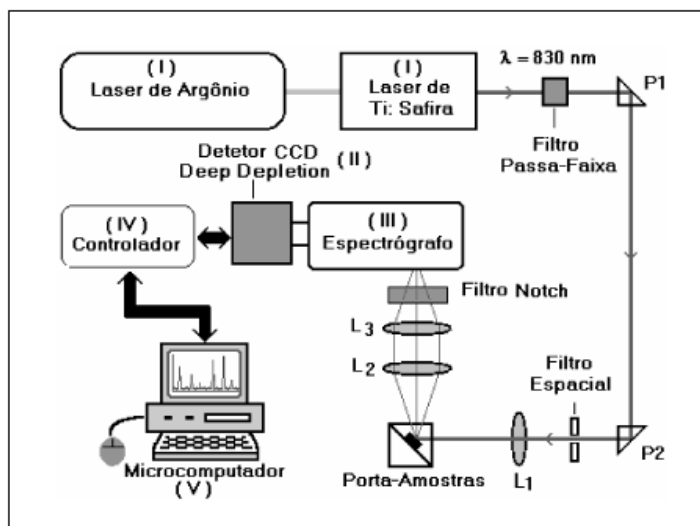 ( I )
Laser de Argônio
( I )
Laser de
Ti: Safira
λ = 830 nm
P1
Filtro
Passa-Faixa
Detetor CCD
Deep Depletion
( II )
( III )
Espectrógrafo
( IV )
Controlador
Filtro Notch
L3
L2
Filtro
Espacial
P2
L1
Porta-Amostras
Microcomputador
( V )